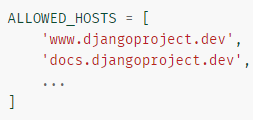 ALLOWED_HOSTS = [
    'www.djangoproject.dev',
    'docs.djangoproject.dev',
    ...
]